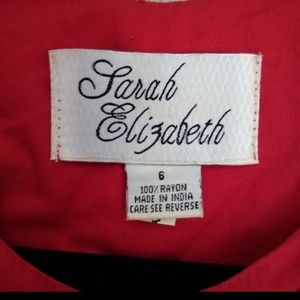 Sarah
Elizabeth
6
100% RAYON
MADE IN INDIA
CARE SEE REVERSE